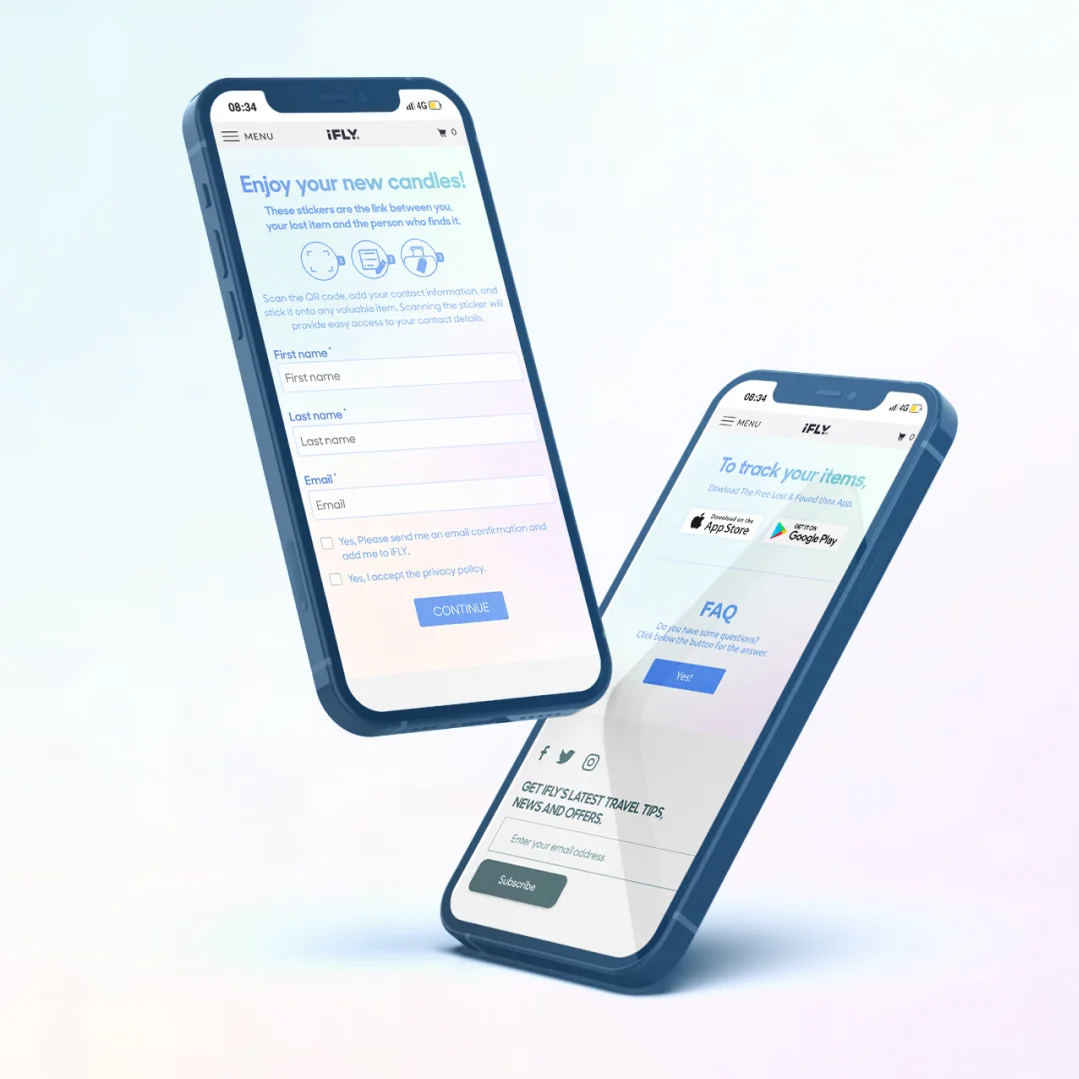 08:34
4G
MENU
iFLY.
0
Enjoy your new candles!
These stickers are the link between you,
your lost item and the person who finds it.
1
2
3
Scan the QR code, add your contact information, and
stick it onto any valuable item. Scanning the sticker will
provide easy access to your contact details.
First name*
First name
Last name*
Last name
Email*
Email
Yes, Please send me an email confirmation and
add me to iFLY.
Yes, I accept the privacy policy.
CONTINUE
08:34
4G
MENU
iFLY.
0
To track your items,
Dowload The Free Lost & Found thnx App.
Download on the
App Store
GET IT ON
Google Play
FAQ
Do you have some questions?
Click below the button for the answer.
Yes!
GET IFLY'S LATEST TRAVEL TIPS,
NEWS AND OFFERS.
Enter your email address
Subscribe